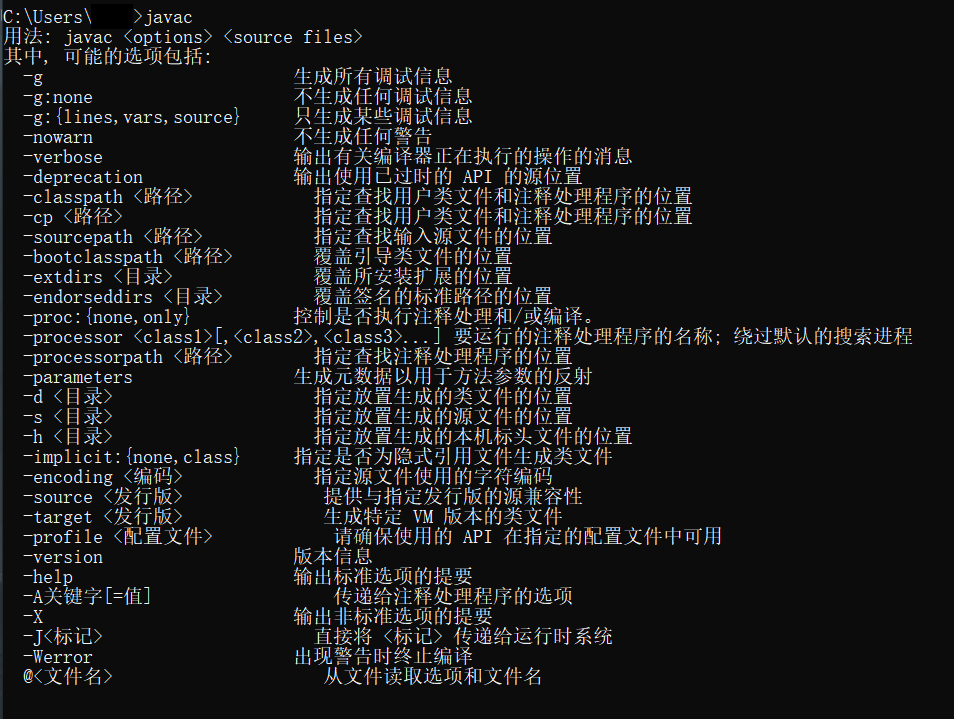 C:\Users\ >javac
用法: javac <options> <source files>
其中, 可能的选项包括:
-g 生成所有调试信息
-g:none 不生成任何调试信息
-g:{lines,vars,source} 只生成某些调试信息
-nowarn 不生成任何警告
-verbose 输出有关编译器正在执行的操作的消息
-deprecation 输出使用已过时的 API 的源位置
-classpath <路径> 指定查找用户类文件和注释处理程序的位置
-cp <路径> 指定查找用户类文件和注释处理程序的位置
-sourcepath <路径> 指定查找输入源文件的位置
-bootclasspath <路径> 覆盖引导类文件的位置
-extdirs <目录> 覆盖所安装扩展的位置
-endorseddirs <目录> 覆盖签名的标准路径的位置
-proc:{none,only} 控制是否执行注释处理和/或编译。
-processor <class1>[,<class2>,<class3>...] 要运行的注释处理程序的名称; 绕过默认的搜索进程
-processorpath <路径> 指定查找注释处理程序的位置
-parameters 生成元数据以用于方法参数的反射
-d <目录> 指定放置生成的类文件的位置
-s <目录> 指定放置生成的源文件的位置
-h <目录> 指定放置生成的本机标头文件的位置
-implicit:{none,class} 指定是否为隐式引用文件生成类文件
-encoding <编码> 指定源文件使用的字符编码
-source <发行版> 提供与指定发行版的源兼容性
-target <发行版> 生成特定 VM 版本的类文件
-profile <配置文件> 请确保使用的 API 在指定的配置文件中可用
-version 版本信息
-help 输出标准选项的提要
-A关键字[=值] 传递给注释处理程序的选项
-X 输出非标准选项的提要
-J<标记> 直接将 <标记> 传递给运行时系统
-Werror 出现警告时终止编译
@<文件名> 从文件读取选项和文件名